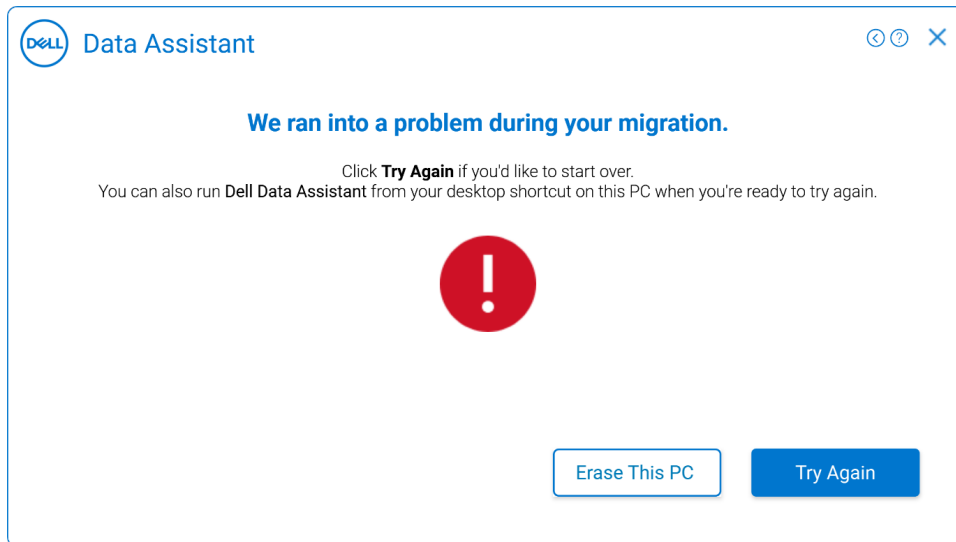 DELL Data Assistant
We ran into a problem during your migration.
Click Try Again if you'd like to start over.
You can also run Dell Data Assistant from your desktop shortcut on this PC when you're ready to try again.
Erase This PC
Try Again